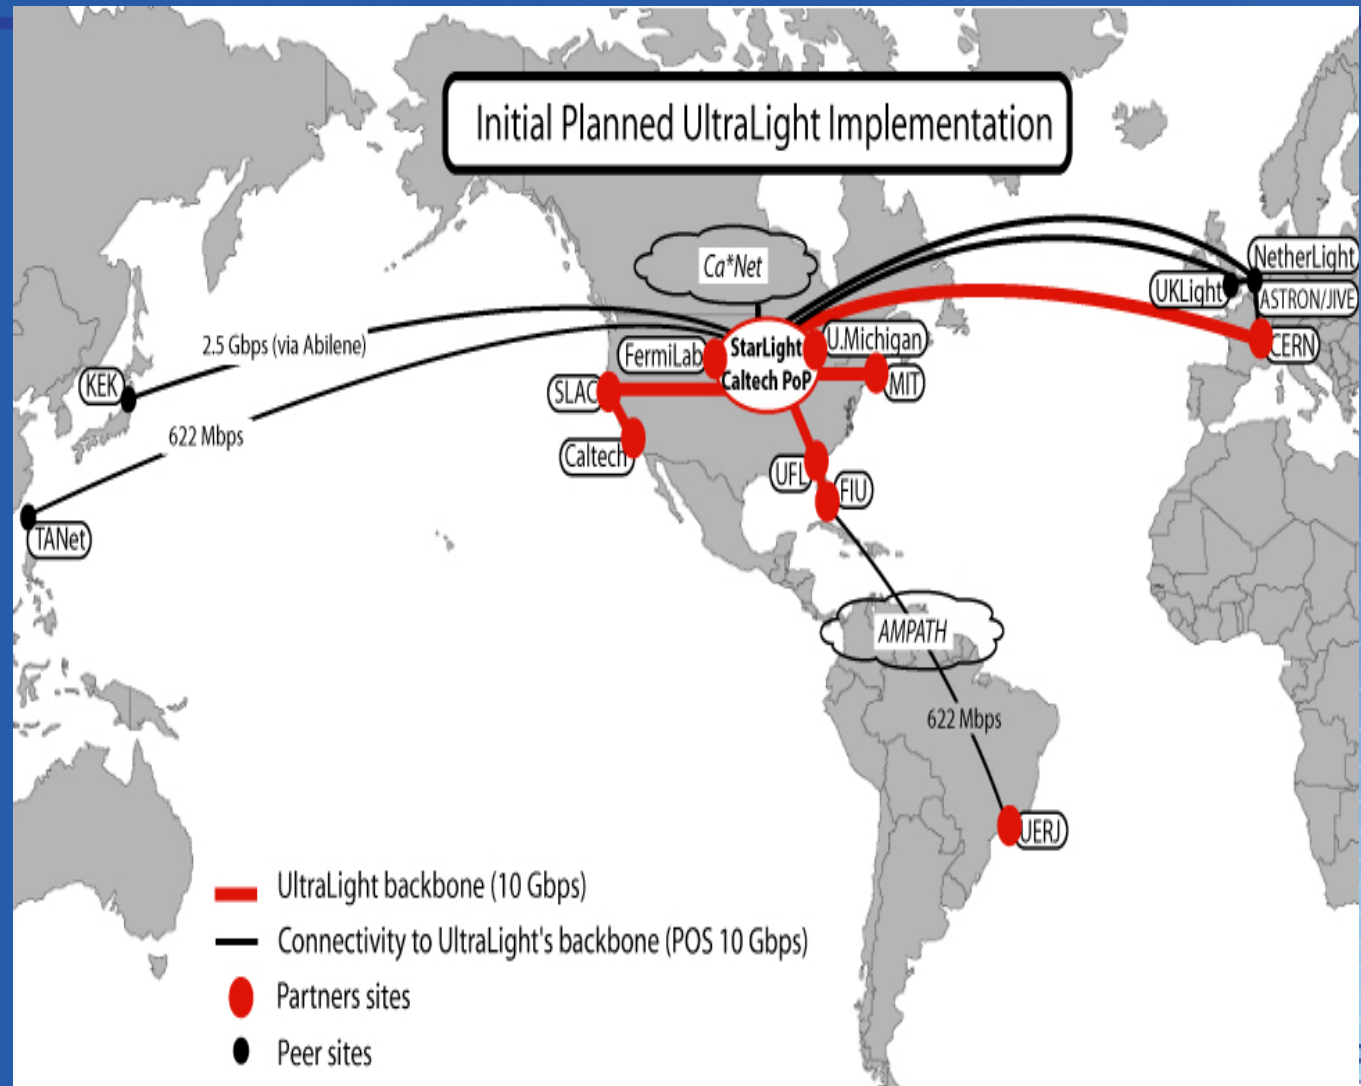 Initial Planned UltraLight Implementation
Ca*Net
NetherLight
UKLight
ASTRON/JIVE
CERN
2.5 Gbps (via Abilene)
FermiLab
StarLight
Caltech PoP
U.Michigan
MIT
KEK
SLAC
622 Mbps
Caltech
UFL
FIU
TANet
AMPATH
622 Mbps
UERJ
UltraLight backbone (10 Gbps)
Connectivity to UltraLight's backbone (POS 10 Gbps)
Partners sites
Peer sites